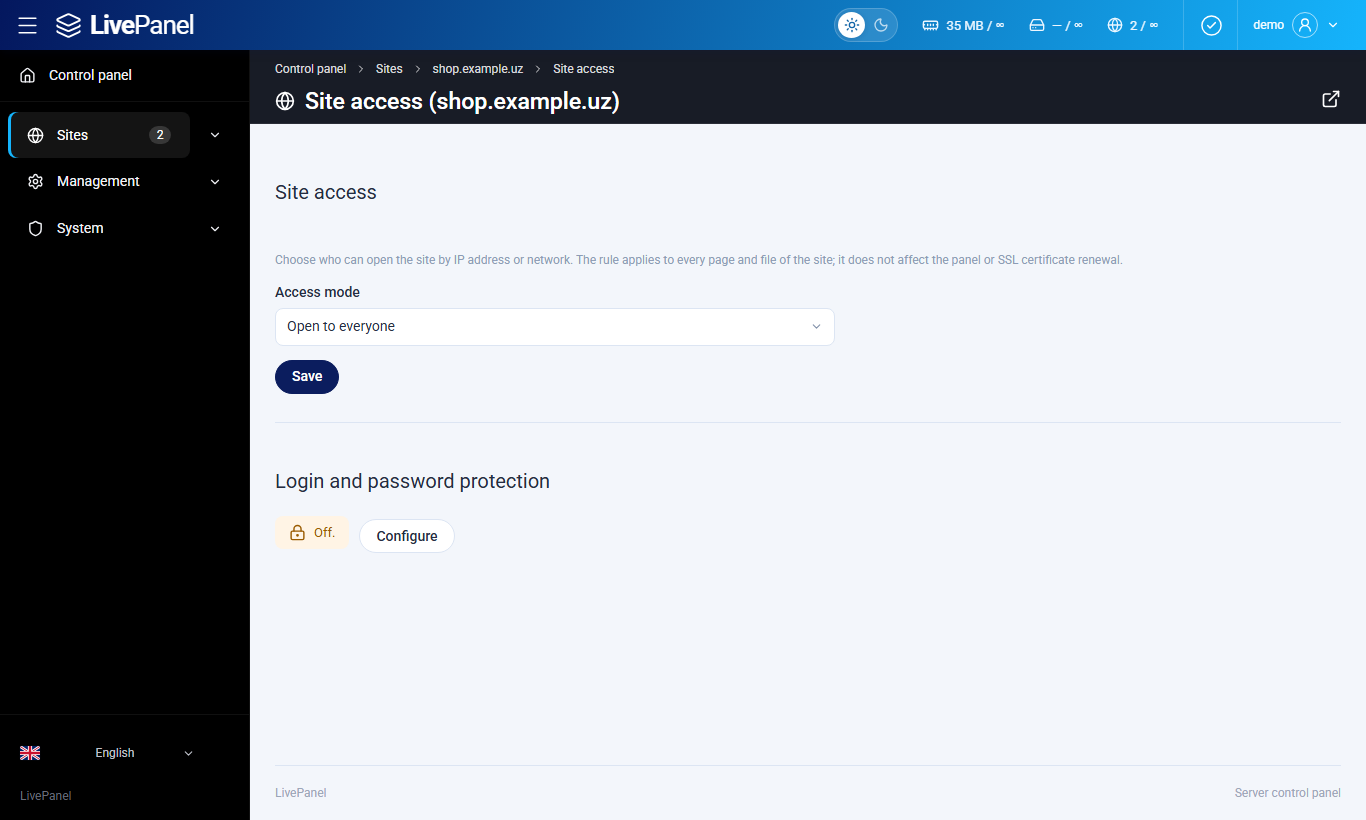 LivePanel
35 MB / ∞
— / ∞
2 / ∞
demo
Control panel
Sites
2
Management
System
English
LivePanel
Control panel > Sites > shop.example.uz > Site access
Site access (shop.example.uz)
Site access
Choose who can open the site by IP address or network. The rule applies to every page and file of the site; it does not affect the panel or SSL certificate renewal.
Access mode
Open to everyone
Save
Login and password protection
Off.
Configure
LivePanel
Server control panel